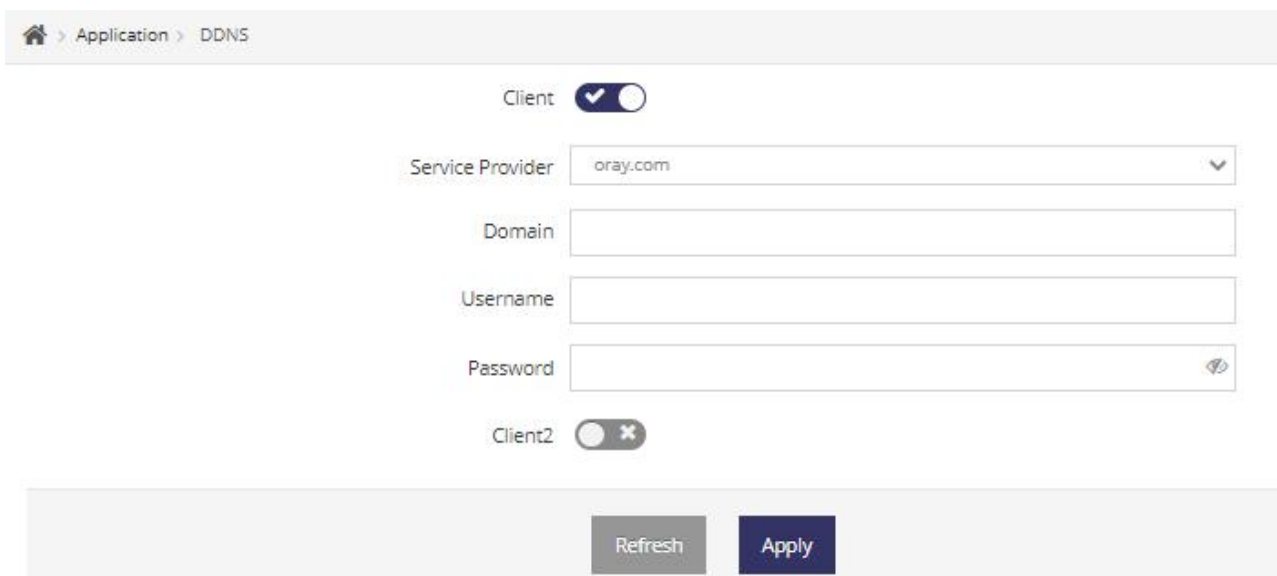 Application > DDNS
Client
Service Provider oray.com
Domain
Username
Password
Client2
Refresh Apply